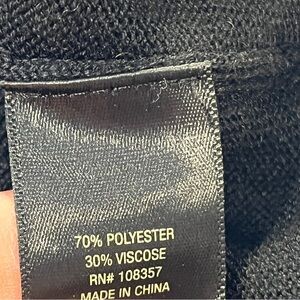 70% POLYESTER
30% VISCOSE
RN# 108357
MADE IN CHINA